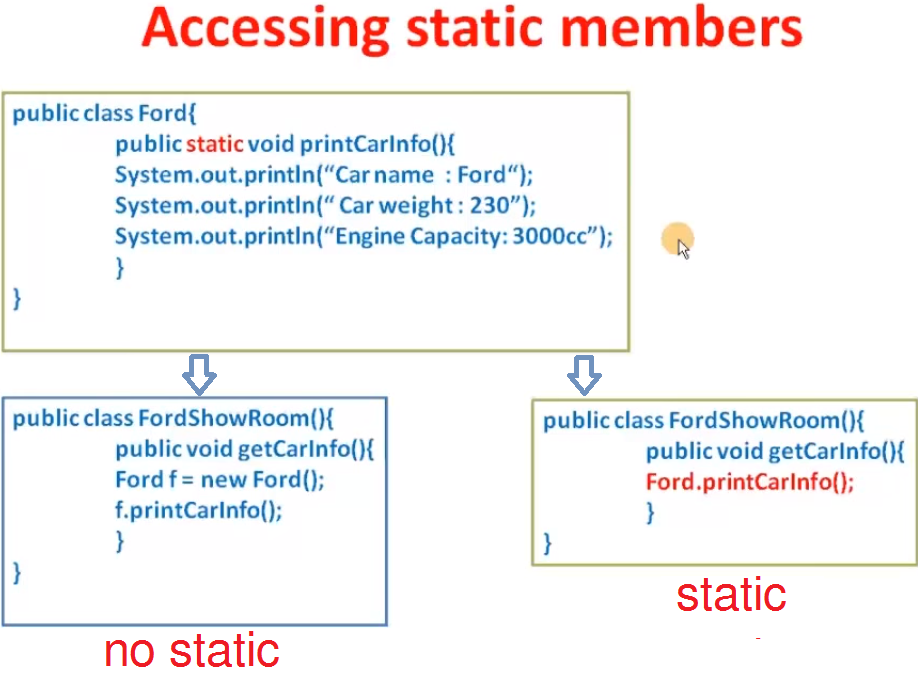 Accessing static members
public class Ford{
public static void printCarInfo(){
System.out.println(“Car name  : Ford“);
System.out.println(“ Car weight : 230”);
System.out.println(“Engine Capacity: 3000cc”);
}
}
public class FordShowRoom(){
public void getCarInfo(){
Ford f = new Ford();
f.printCarInfo();
}
}
no static
public class FordShowRoom(){
public void getCarInfo(){
Ford.printCarInfo();
}
}
static